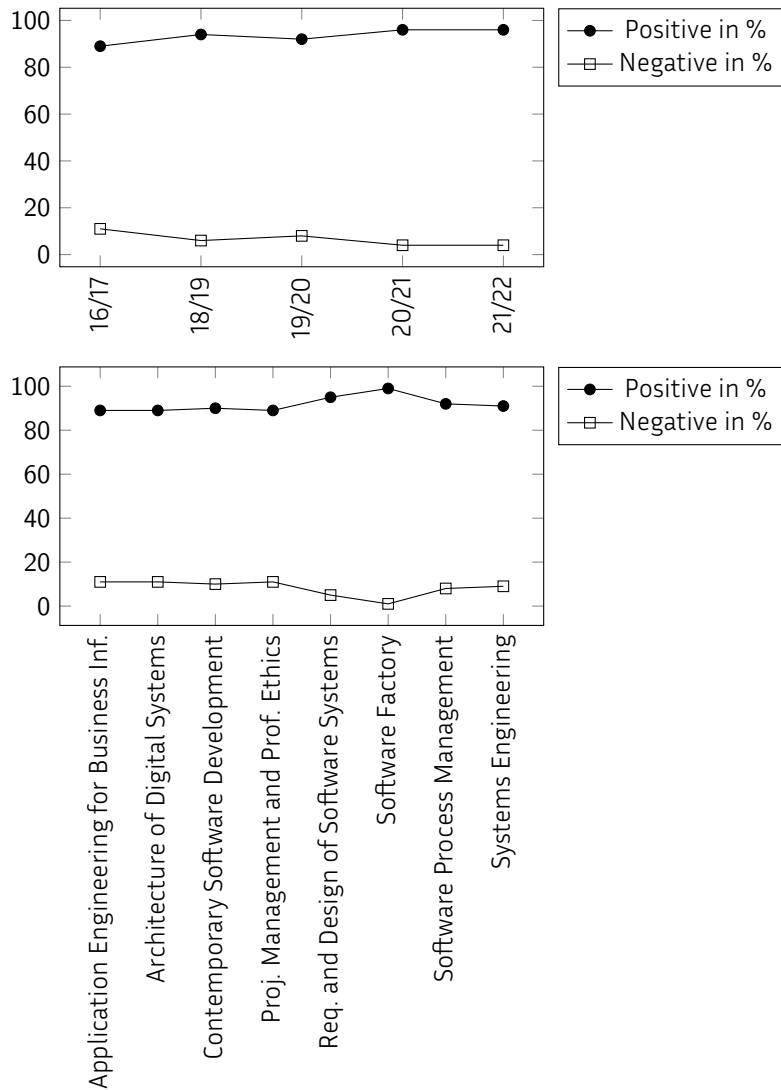 100
80
60
40
20
0
16/17
18/19
19/20
20/21
21/22
Positive in %
Negative in %
100
80
60
40
20
0
Application Engineering for Business Inf.
Architecture of Digital Systems
Contemporary Software Development
Proj. Management and Prof. Ethics
Req. and Design of Software Systems
Software Factory
Software Process Management
Systems Engineering
Positive in %
Negative in %